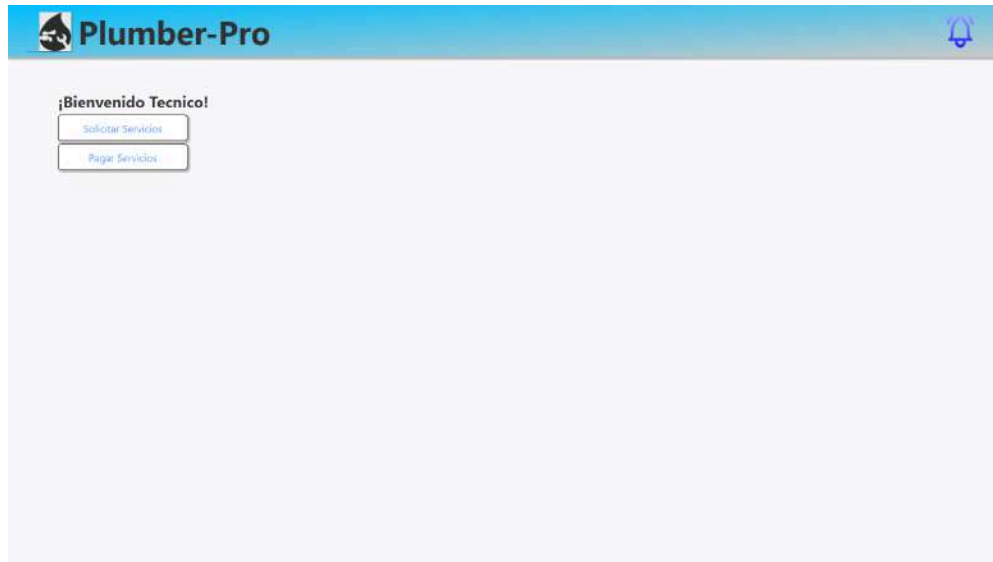 Plumber-Pro
¡Bienvenido Tecnico!
Solicitar Servicios
Pagar Servicios